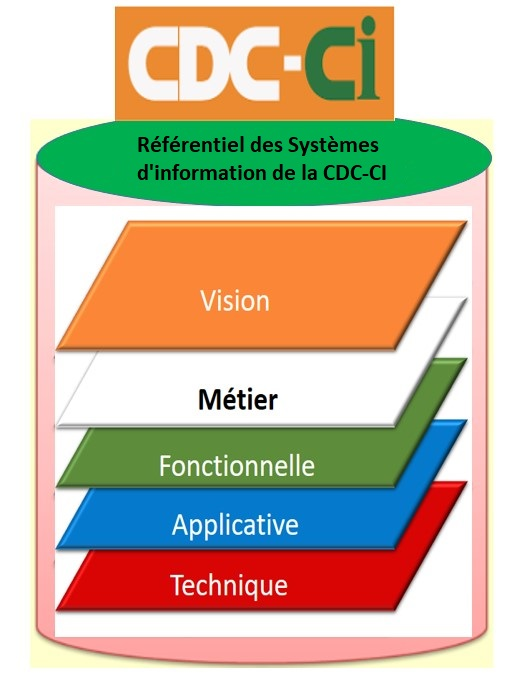 CDC-Ci
Référentiel des Systèmes
d'information de la CDC-CI
Vision
Métier
Fonctionnelle
Applicative
Technique